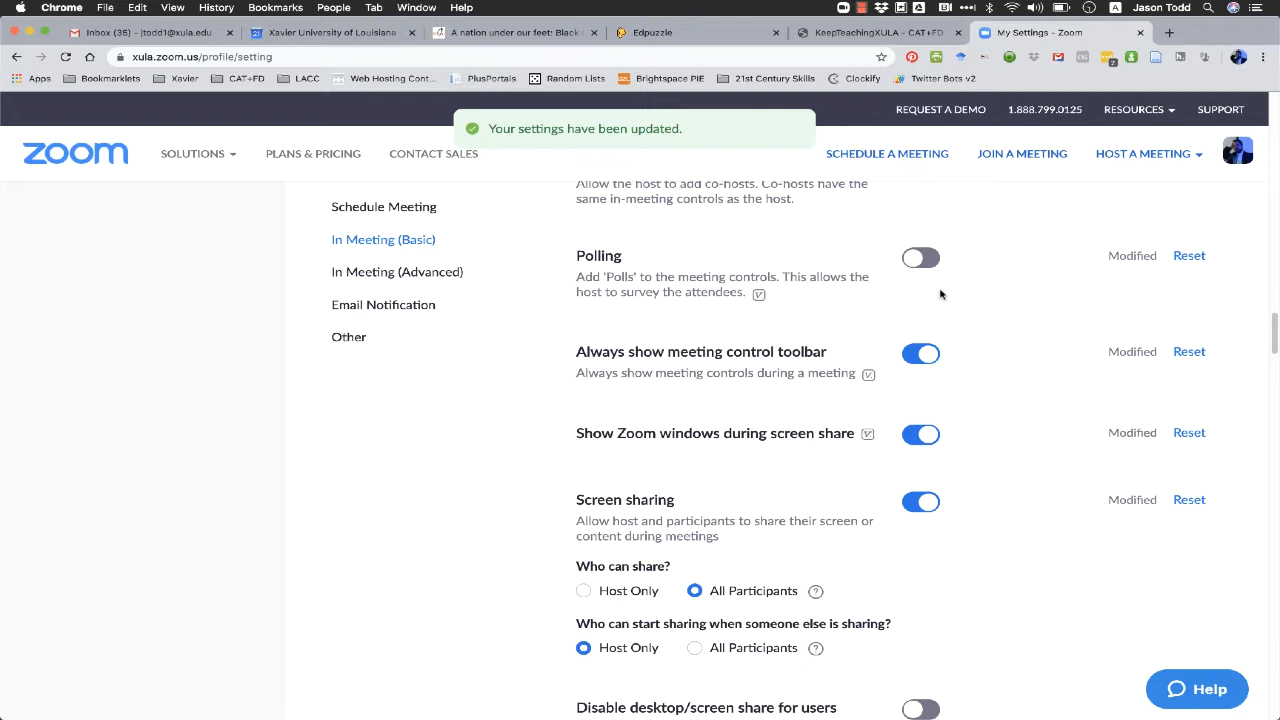 Chrome File Edit View History Bookmarks People Tab Window Help Jason Todd
Inbox (35) - jtodd1@xula.edu
Xavier University of Louisiana
A nation under our feet: Black
Edpuzzle
KeepTeachingXULA - CAT+FD
My Settings - Zoom
xula.zoom.us/profile/setting
Apps Bookmarklets Xavier CAT+FD LACC Web Hosting Cont... PlusPortals Random Lists Brightspace PIE 21st Century Skills Clockify Twitter Bots v2
REQUEST A DEMO 1.888.799.0125 RESOURCES SUPPORT
Your settings have been updated.
zoom SOLUTIONS PLANS & PRICING CONTACT SALES SCHEDULE A MEETING JOIN A MEETING HOST A MEETING
Schedule Meeting
In Meeting (Basic)
In Meeting (Advanced)
Email Notification
Other
Allow the host to add co-hosts. Co-hosts have the
same in-meeting controls as the host.
Polling Modified Reset
Add 'Polls' to the meeting controls. This allows the
host to survey the attendees.
Always show meeting control toolbar Modified Reset
Always show meeting controls during a meeting
Show Zoom windows during screen share Modified Reset
Screen sharing Modified Reset
Allow host and participants to share their screen or
content during meetings
Who can share?
Host Only All Participants
Who can start sharing when someone else is sharing?
Host Only All Participants
Disable desktop/screen share for users
Help